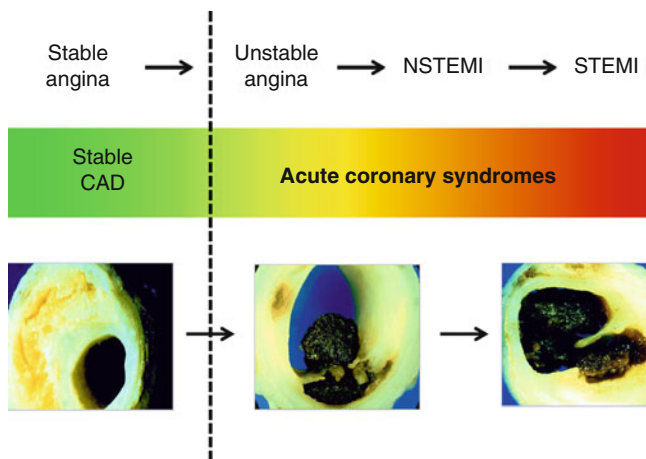 Stable
angina
Unstable
angina
NSTEMI
STEMI
Stable
CAD
Acute coronary syndromes